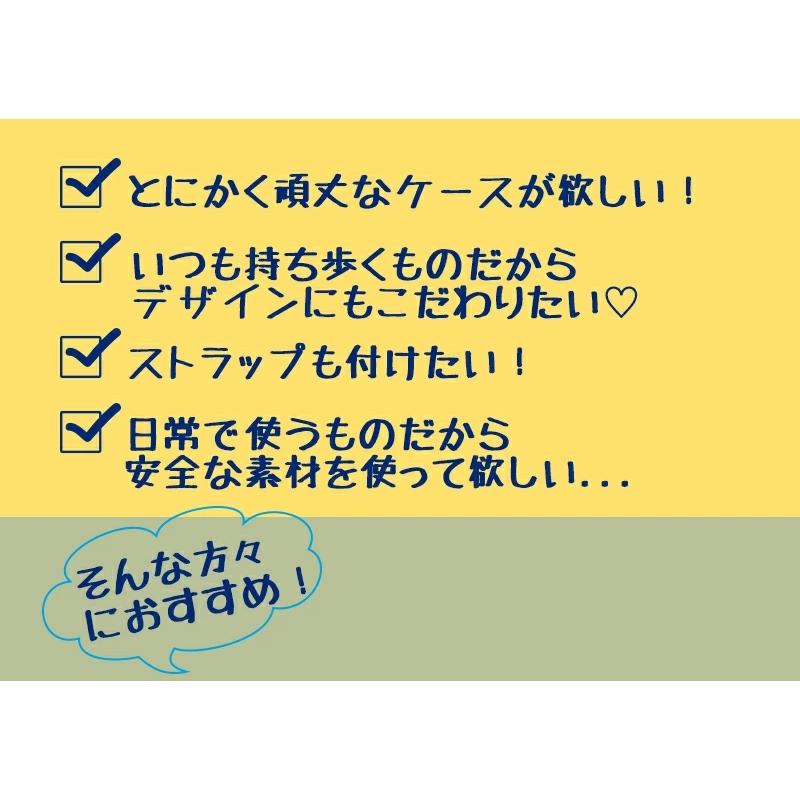 とにかく頑丈なケースが欲しい!
いつも持ち歩くものだから
デザインにもこだわりたい♡
ストラップも付けたい!
日常で使うものだから
安全な素材を使って欲しい...
そんな方々
におすすめ!